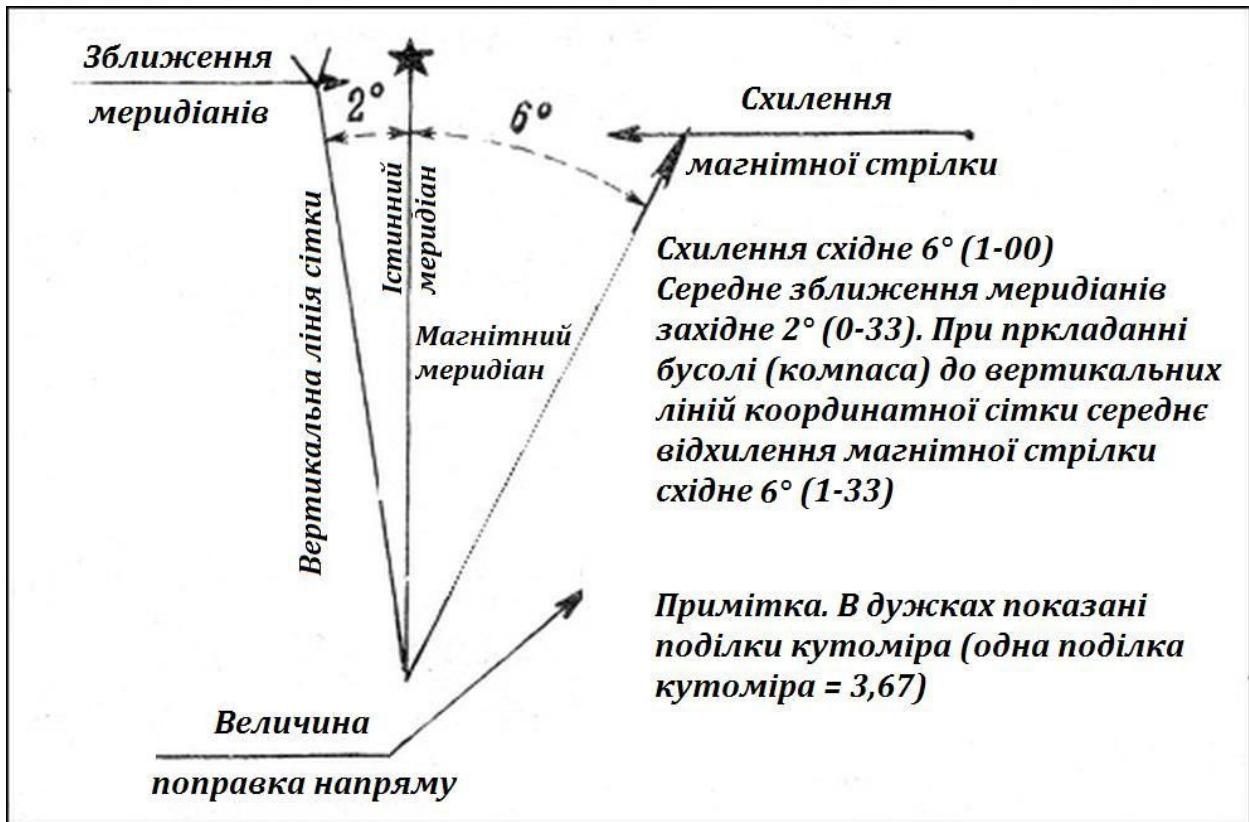 Зближення
меридіанів
2°
6°
Схилення
магнітної стрілки
Вертикальна лінія сітки
Істинний
меридіан
Магнітний
меридіан
Схилення східне 6° (1-00)
Середне зближення меридіанів
західне 2° (0-33). При пркладанні
бусолі (компаса) до вертикальних
ліній координатної сітки середнє
відхилення магнітної стрілки
східне 6° (1-33)
Примітка. В дужках показані
поділки кутоміра (одна поділка
кутоміра = 3,67)
Величина
поправка напряму